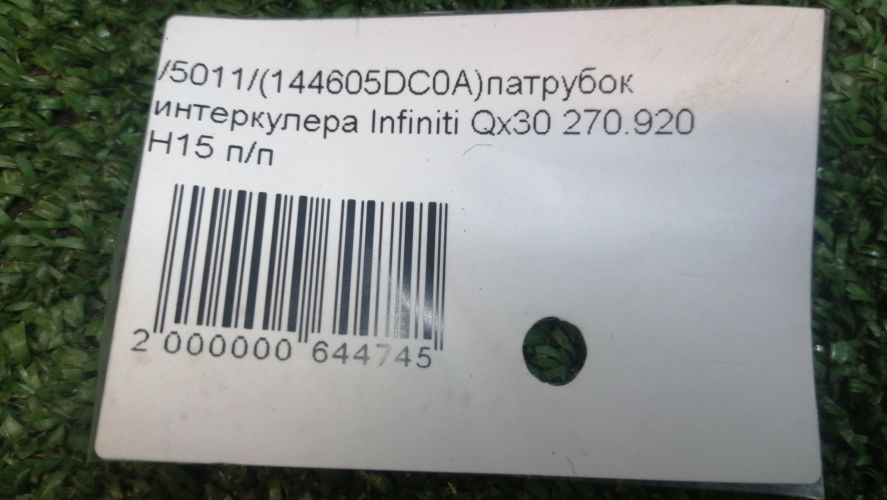 /5011/(144605DC0A)патрубок
интеркулера Infiniti Qx30 270.920
H15 п/п
2 000000 644745